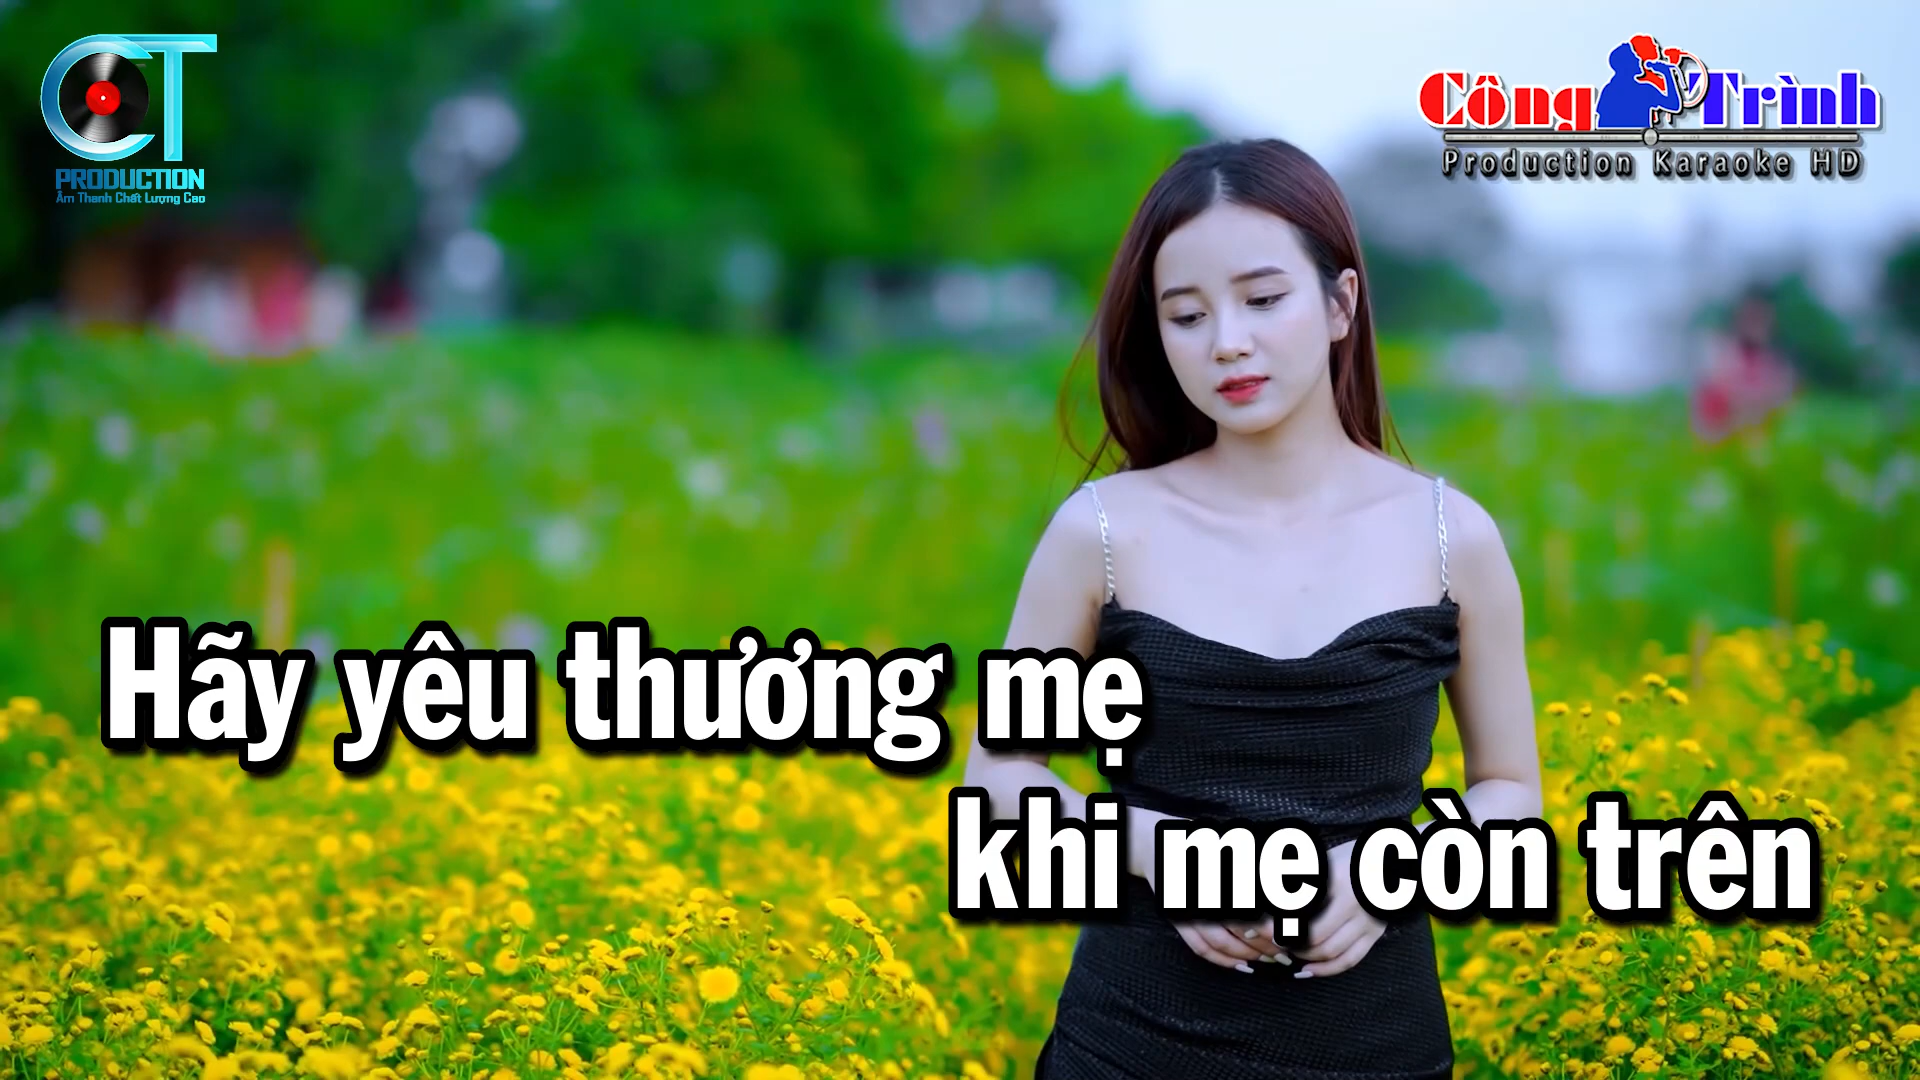 CT
PRODUCTION
Âm Thanh Chất Lượng Cao
Công Trình
Production Karaoke HD
Hãy yêu thương mẹ
khi mẹ còn trên